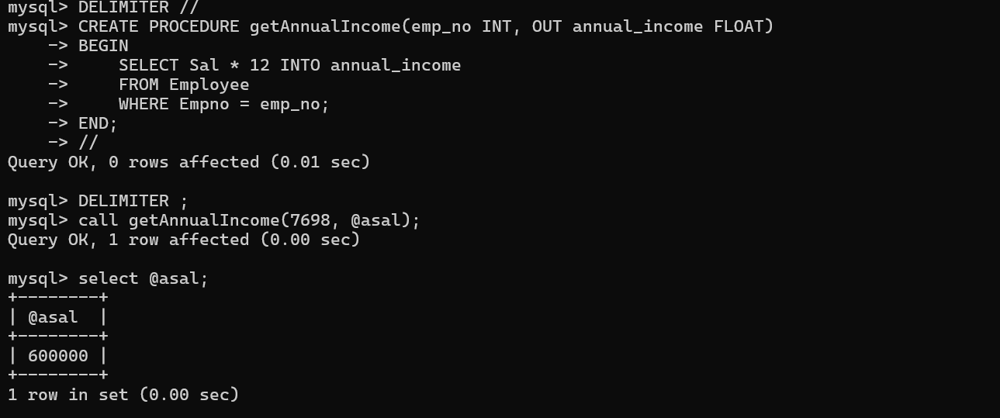 mysql> DELIMITER //
mysql> CREATE PROCEDURE getAnnualIncome(emp_no INT, OUT annual_income FLOAT)
    -> BEGIN
    ->     SELECT Sal * 12 INTO annual_income
    ->     FROM Employee
    ->     WHERE Empno = emp_no;
    -> END;
    -> //
Query OK, 0 rows affected (0.01 sec)

mysql> DELIMITER ;
mysql> call getAnnualIncome(7698, @asal);
Query OK, 1 row affected (0.00 sec)

mysql> select @asal;
+--------+
| @asal  |
+--------+
| 600000 |
+--------+
1 row in set (0.00 sec)